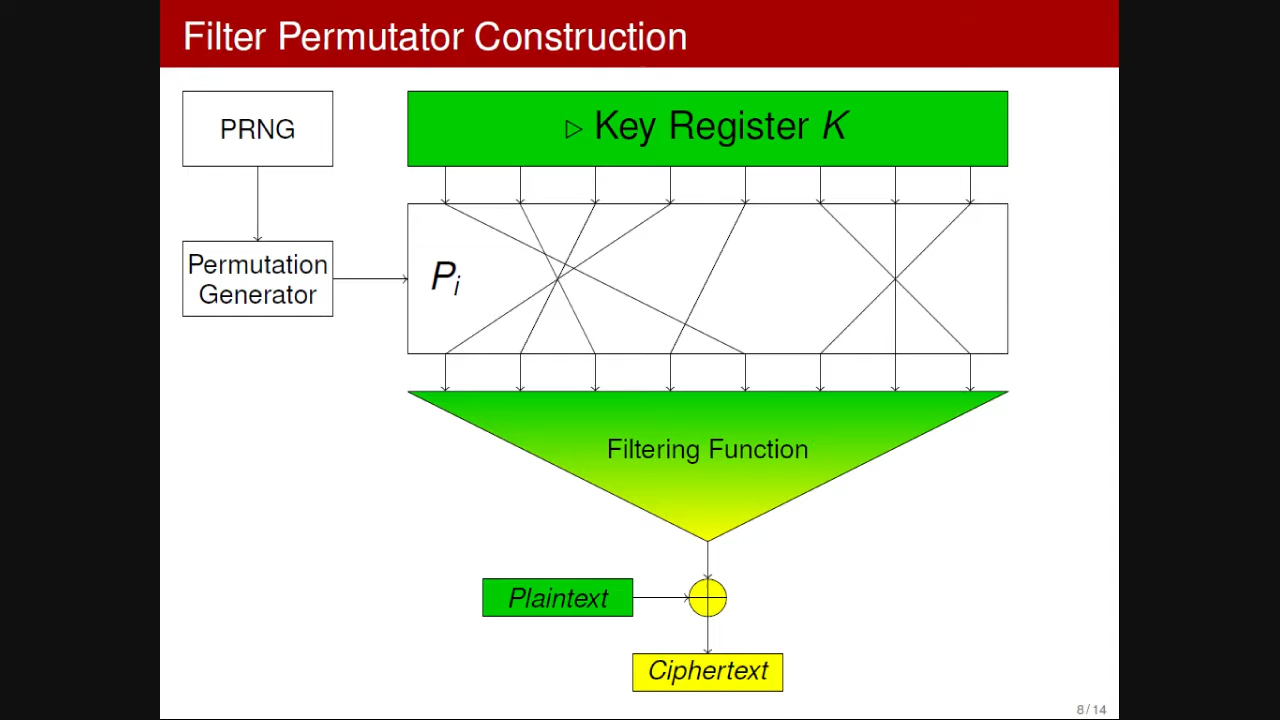 Filter Permutator Construction
PRNG
▷ Key Register K
Permutation
Generator
Pi
Filtering Function
Plaintext
Ciphertext
8/14